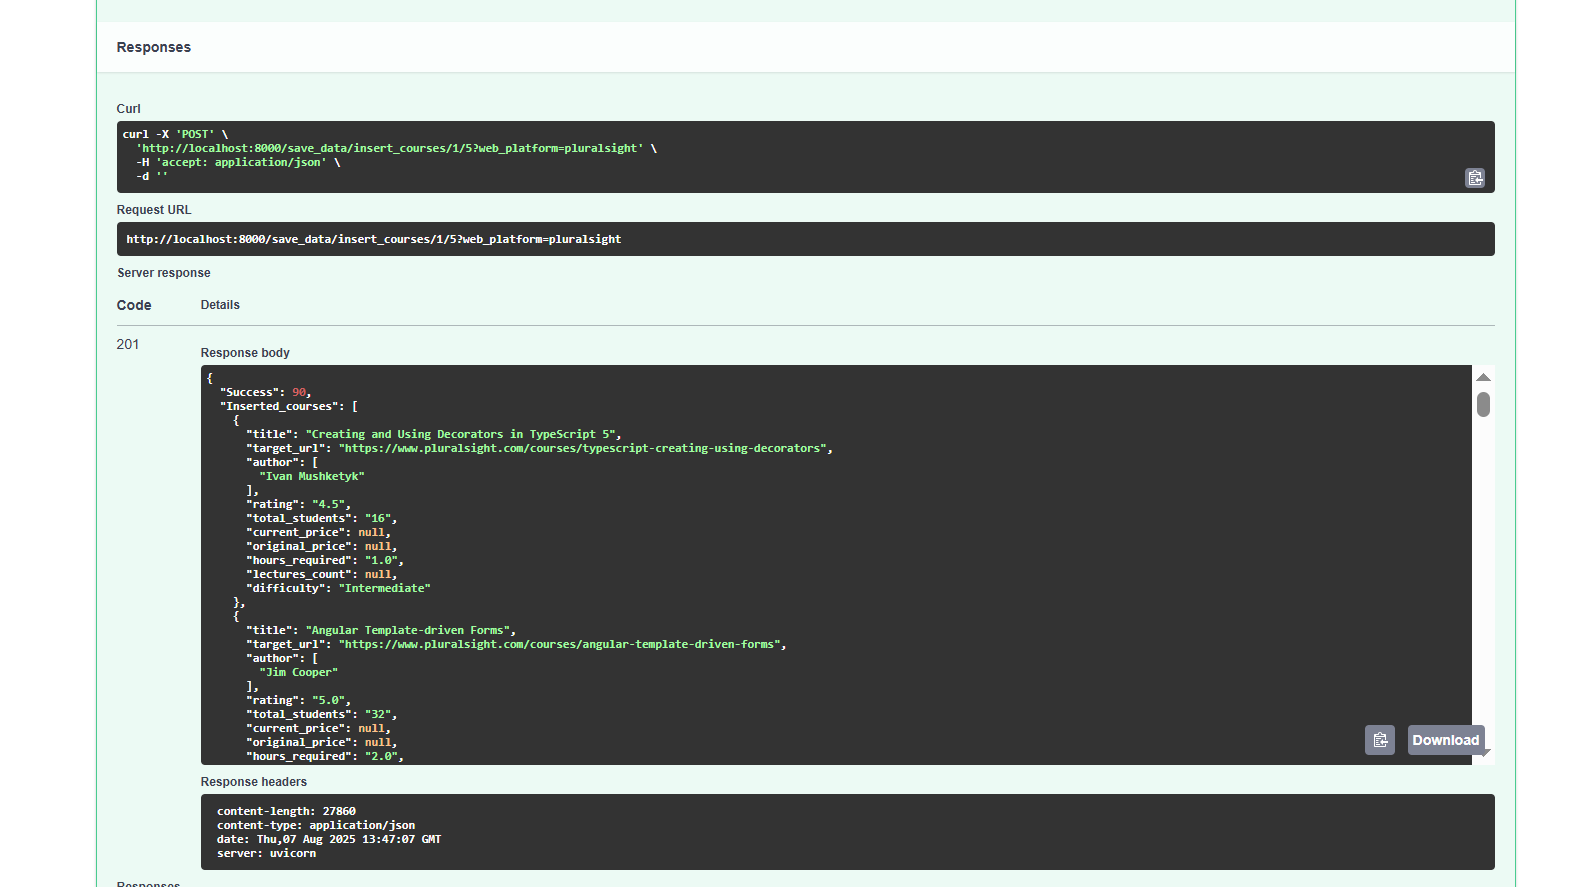 Responses
Curl
curl -X 'POST' \
  'http://localhost:8000/save_data/insert_courses/1/5?web_platform=pluralsight' \
  -H 'accept: application/json' \
  -d ''
Request URL
http://localhost:8000/save_data/insert_courses/1/5?web_platform=pluralsight
Server response
Code Details
201
Response body
{
  "Success": 90,
  "Inserted_courses": [
    {
      "title": "Creating and Using Decorators in TypeScript 5",
      "target_url": "https://www.pluralsight.com/courses/typescript-creating-using-decorators",
      "author": [
        "Ivan Mushketyk"
      ],
      "rating": "4.5",
      "total_students": "16",
      "current_price": null,
      "original_price": null,
      "hours_required": "1.0",
      "lectures_count": null,
      "difficulty": "Intermediate"
    },
    {
      "title": "Angular Template-driven Forms",
      "target_url": "https://www.pluralsight.com/courses/angular-template-driven-forms",
      "author": [
        "Jim Cooper"
      ],
      "rating": "5.0",
      "total_students": "32",
      "current_price": null,
      "original_price": null,
      "hours_required": "2.0",
Download
Response headers
content-length: 27860
content-type: application/json
date: Thu,07 Aug 2025 13:47:07 GMT
server: uvicorn
Responses